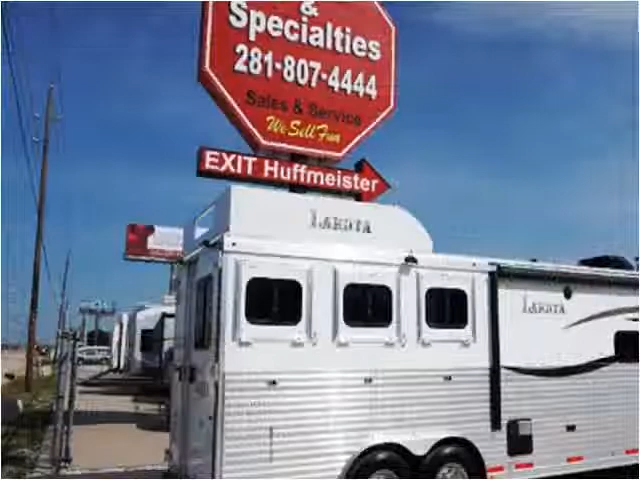 &
Specialties
281-807-4444
Sales & Service
We Sell Fun
EXIT Huffmeister
LAKOTA
LAKOTA